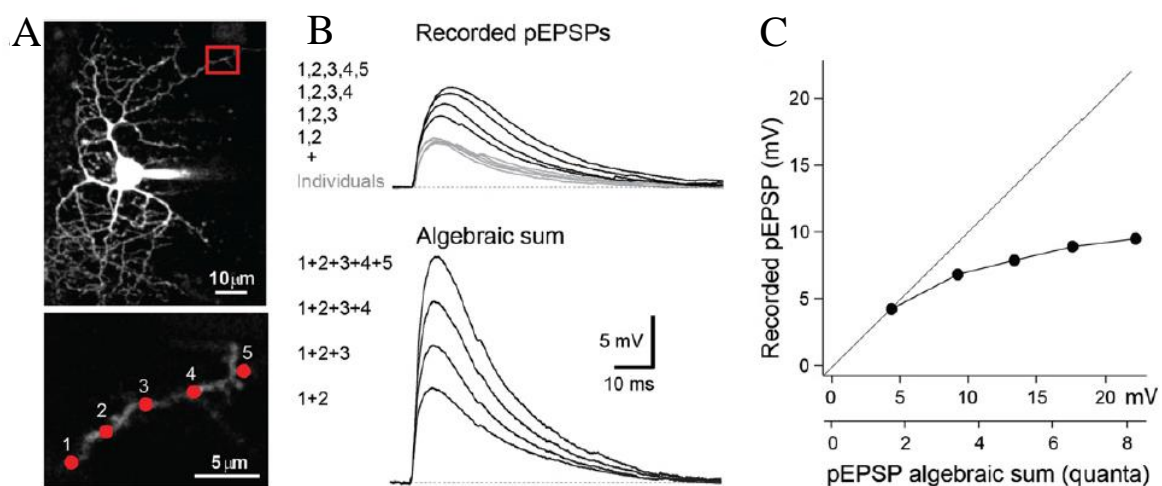 A
10 µm
1
2
3
4
5
5 µm
B
Recorded pEPSPs
1,2,3,4,5
1,2,3,4
1,2,3
1,2
+
Individuals
Algebraic sum
1+2+3+4+5
1+2+3+4
1+2+3
1+2
5 mV
10 ms
C
Recorded pEPSP (mV)
20
15
10
5
0
0 5 10 15 20 mV
0 2 4 6 8
pEPSP algebraic sum (quanta)